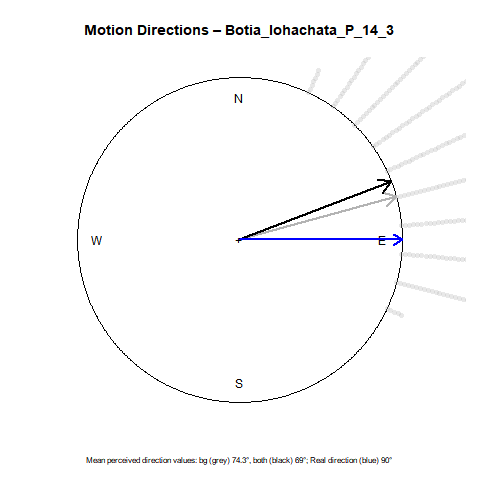 Motion Directions – Botia_lohachata_P_14_3
N
W
E
S
Mean perceived direction values: bg (grey) 74.3°, both (black) 69°; Real direction (blue) 90°